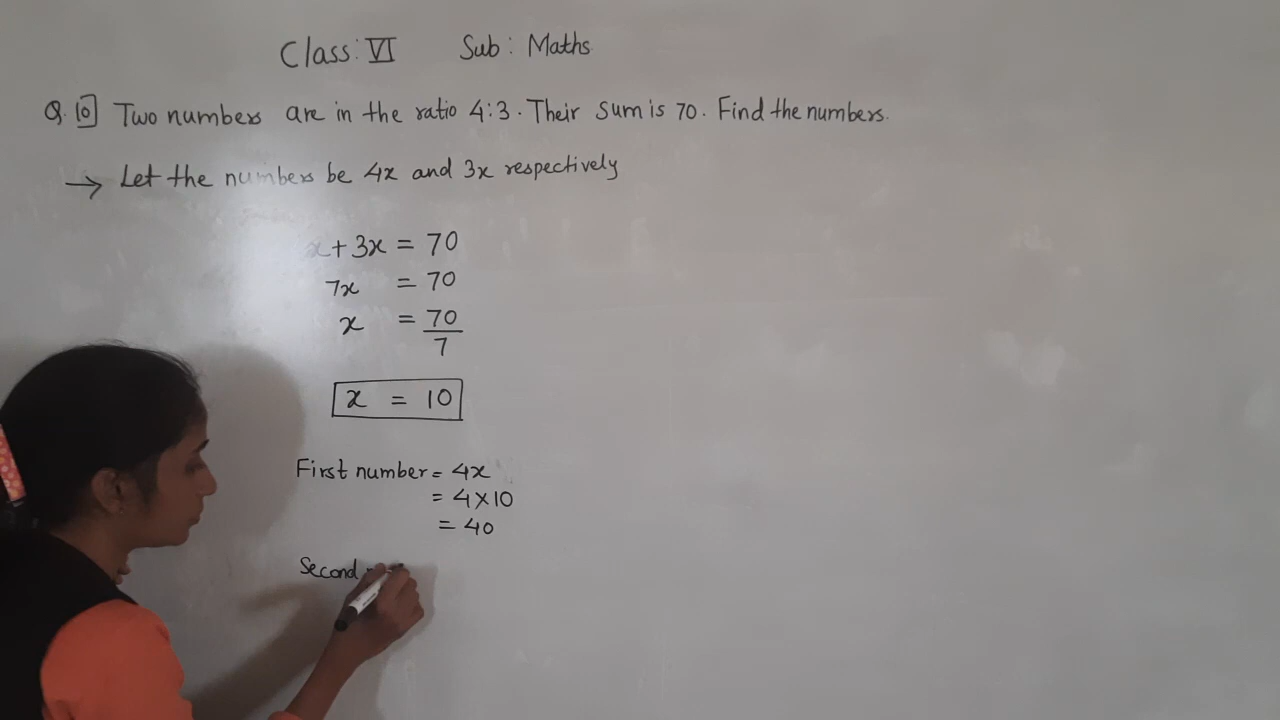 Class: VI Sub: Maths
Q. 10 Two numbers are in the ratio 4:3. Their sum is 70. Find the numbers.
→ Let the numbers be 4x and 3x respectively
x + 3x = 70
7x = 70
x = 70/7
x = 10
First number = 4x
= 4 × 10
= 40
Second